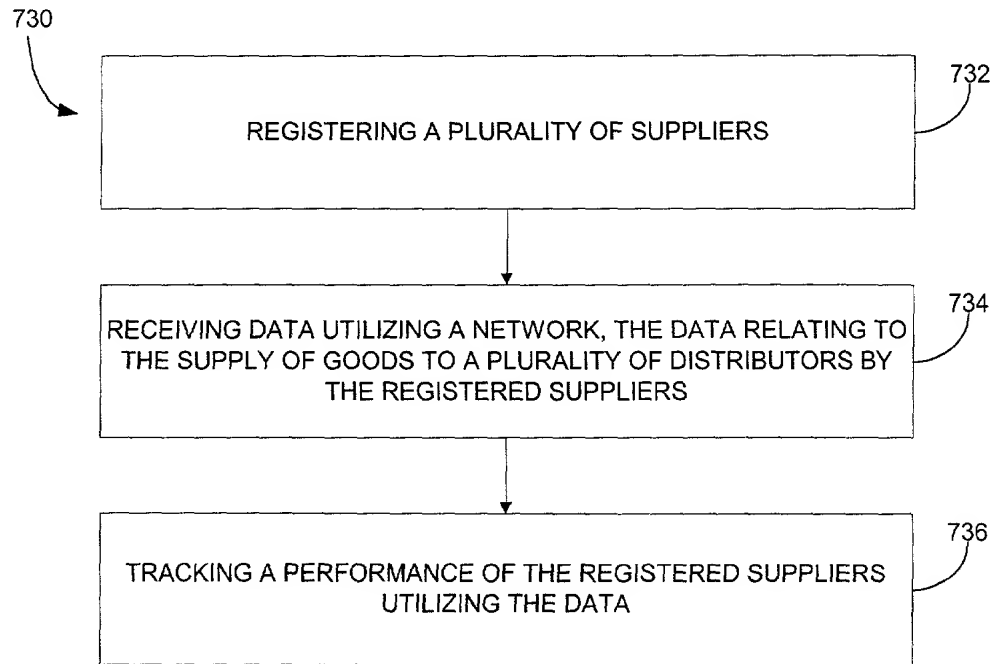 730
732
REGISTERING A PLURALITY OF SUPPLIERS
734
RECEIVING DATA UTILIZING A NETWORK, THE DATA RELATING TO
THE SUPPLY OF GOODS TO A PLURALITY OF DISTRIBUTORS BY
THE REGISTERED SUPPLIERS
736
TRACKING A PERFORMANCE OF THE REGISTERED SUPPLIERS
UTILIZING THE DATA